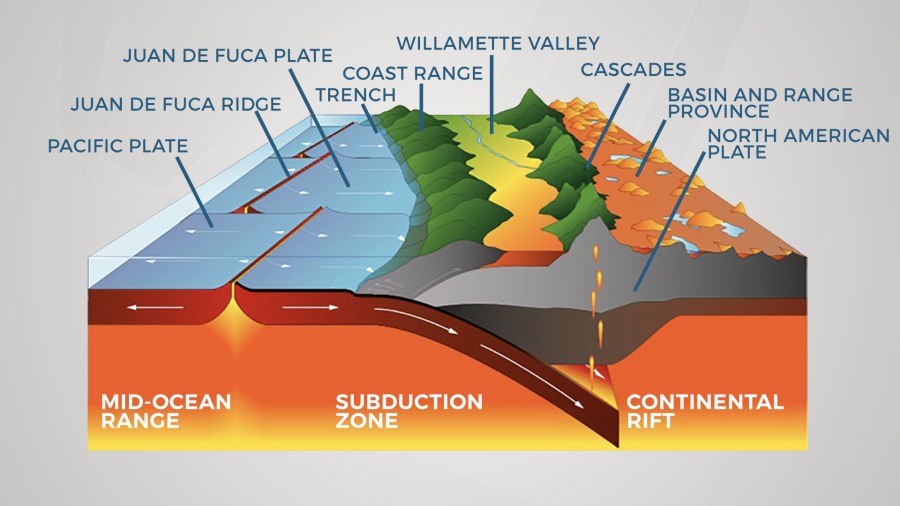 WILLAMETTE VALLEY
JUAN DE FUCA PLATE
COAST RANGE
CASCADES
TRENCH
BASIN AND RANGE
PROVINCE
JUAN DE FUCA RIDGE
NORTH AMERICAN
PLATE
PACIFIC PLATE
MID-OCEAN
RANGE
SUBDUCTION
ZONE
CONTINENTAL
RIFT